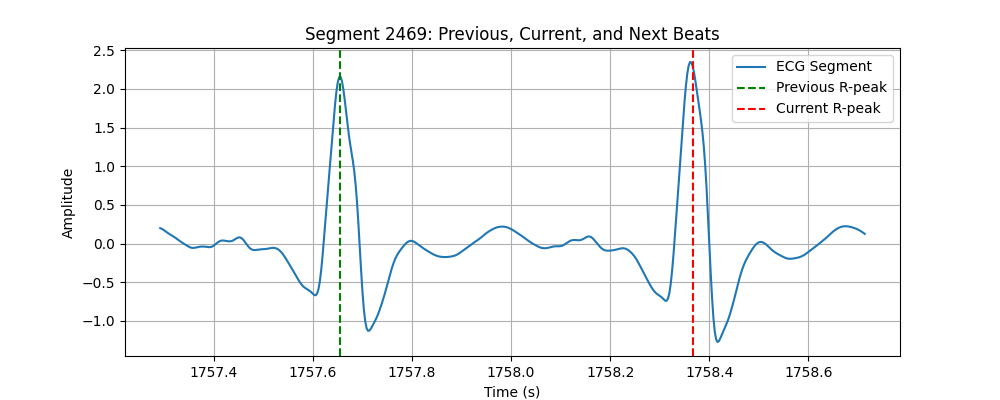 Segment 2469: Previous, Current, and Next Beats
ECG Segment
Previous R-peak
Current R-peak
Amplitude
2.5
2.0
1.5
1.0
0.5
0.0
−0.5
−1.0
1757.4 1757.6 1757.8 1758.0 1758.2 1758.4 1758.6
Time (s)